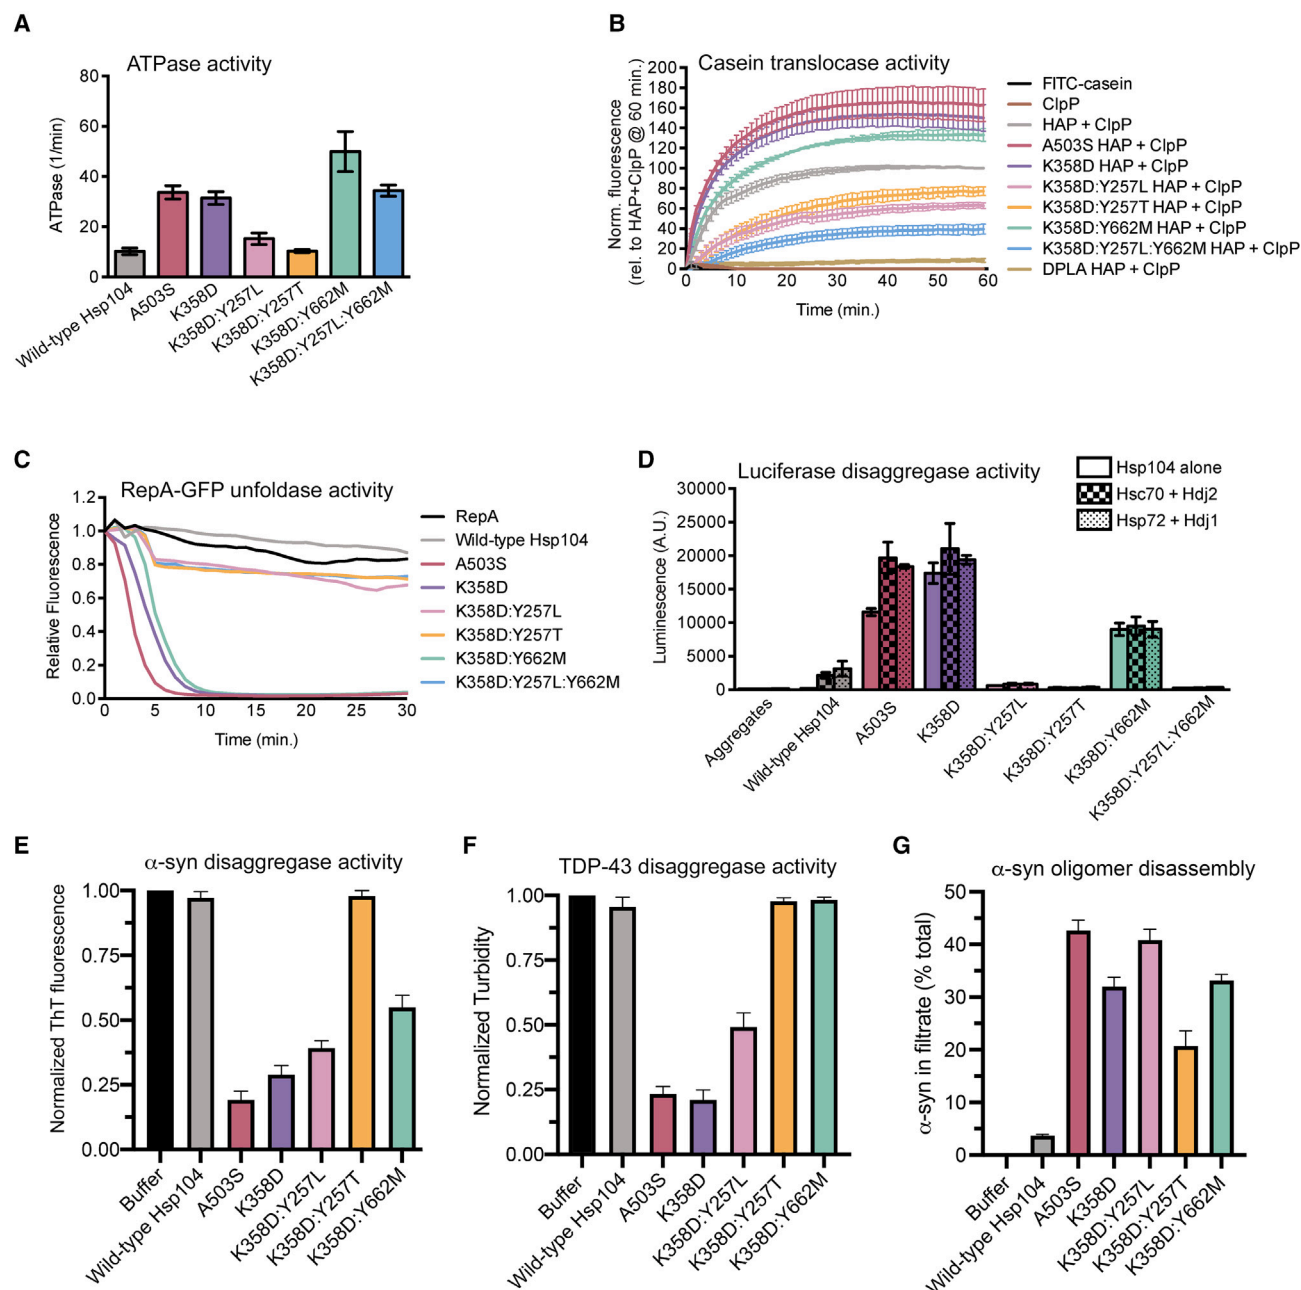 A
ATPase activity
ATPase (1/min)
80
60
40
20
0
Wild-type Hsp104
A503S
K358D
K358D:Y257L
K358D:Y257T
K358D:Y662M
K358D:Y257L:Y662M
B
Casein translocase activity
Norm. fluorescence
(rel. to HAP+ClpP @ 60 min.)
200
180
160
140
120
100
80
60
40
20
0
0 10 20 30 40 50 60
Time (min.)
FITC-casein
ClpP
HAP + ClpP
A503S HAP + ClpP
K358D HAP + ClpP
K358D:Y257L HAP + ClpP
K358D:Y257T HAP + ClpP
K358D:Y662M HAP + ClpP
K358D:Y257L:Y662M HAP + ClpP
DPLA HAP + ClpP
C
RepA-GFP unfoldase activity
Relative Fluorescence
1.2
1.0
0.8
0.6
0.4
0.2
0.0
0 5 10 15 20 25 30
Time (min.)
RepA
Wild-type Hsp104
A503S
K358D
K358D:Y257L
K358D:Y257T
K358D:Y662M
K358D:Y257L:Y662M
D
Luciferase disaggregase activity
Hsp104 alone
Hsc70 + Hdj2
Hsp72 + Hdj1
Luminescence (A.U.)
30000
25000
20000
15000
10000
5000
0
Aggregates
Wild-type Hsp104
A503S
K358D
K358D:Y257L
K358D:Y257T
K358D:Y662M
K358D:Y257L:Y662M
E
α-syn disaggregase activity
Normalized ThT fluorescence
1.00
0.75
0.50
0.25
0.00
Buffer
Wild-type Hsp104
A503S
K358D
K358D:Y257L
K358D:Y257T
K358D:Y662M
F
TDP-43 disaggregase activity
Normalized Turbidity
1.00
0.75
0.50
0.25
0.00
Buffer
Wild-type Hsp104
A503S
K358D
K358D:Y257L
K358D:Y257T
K358D:Y662M
G
α-syn oligomer disassembly
α-syn in filtrate (% total)
50
40
30
20
10
0
Buffer
Wild-type Hsp104
A503S
K358D
K358D:Y257L
K358D:Y257T
K358D:Y662M